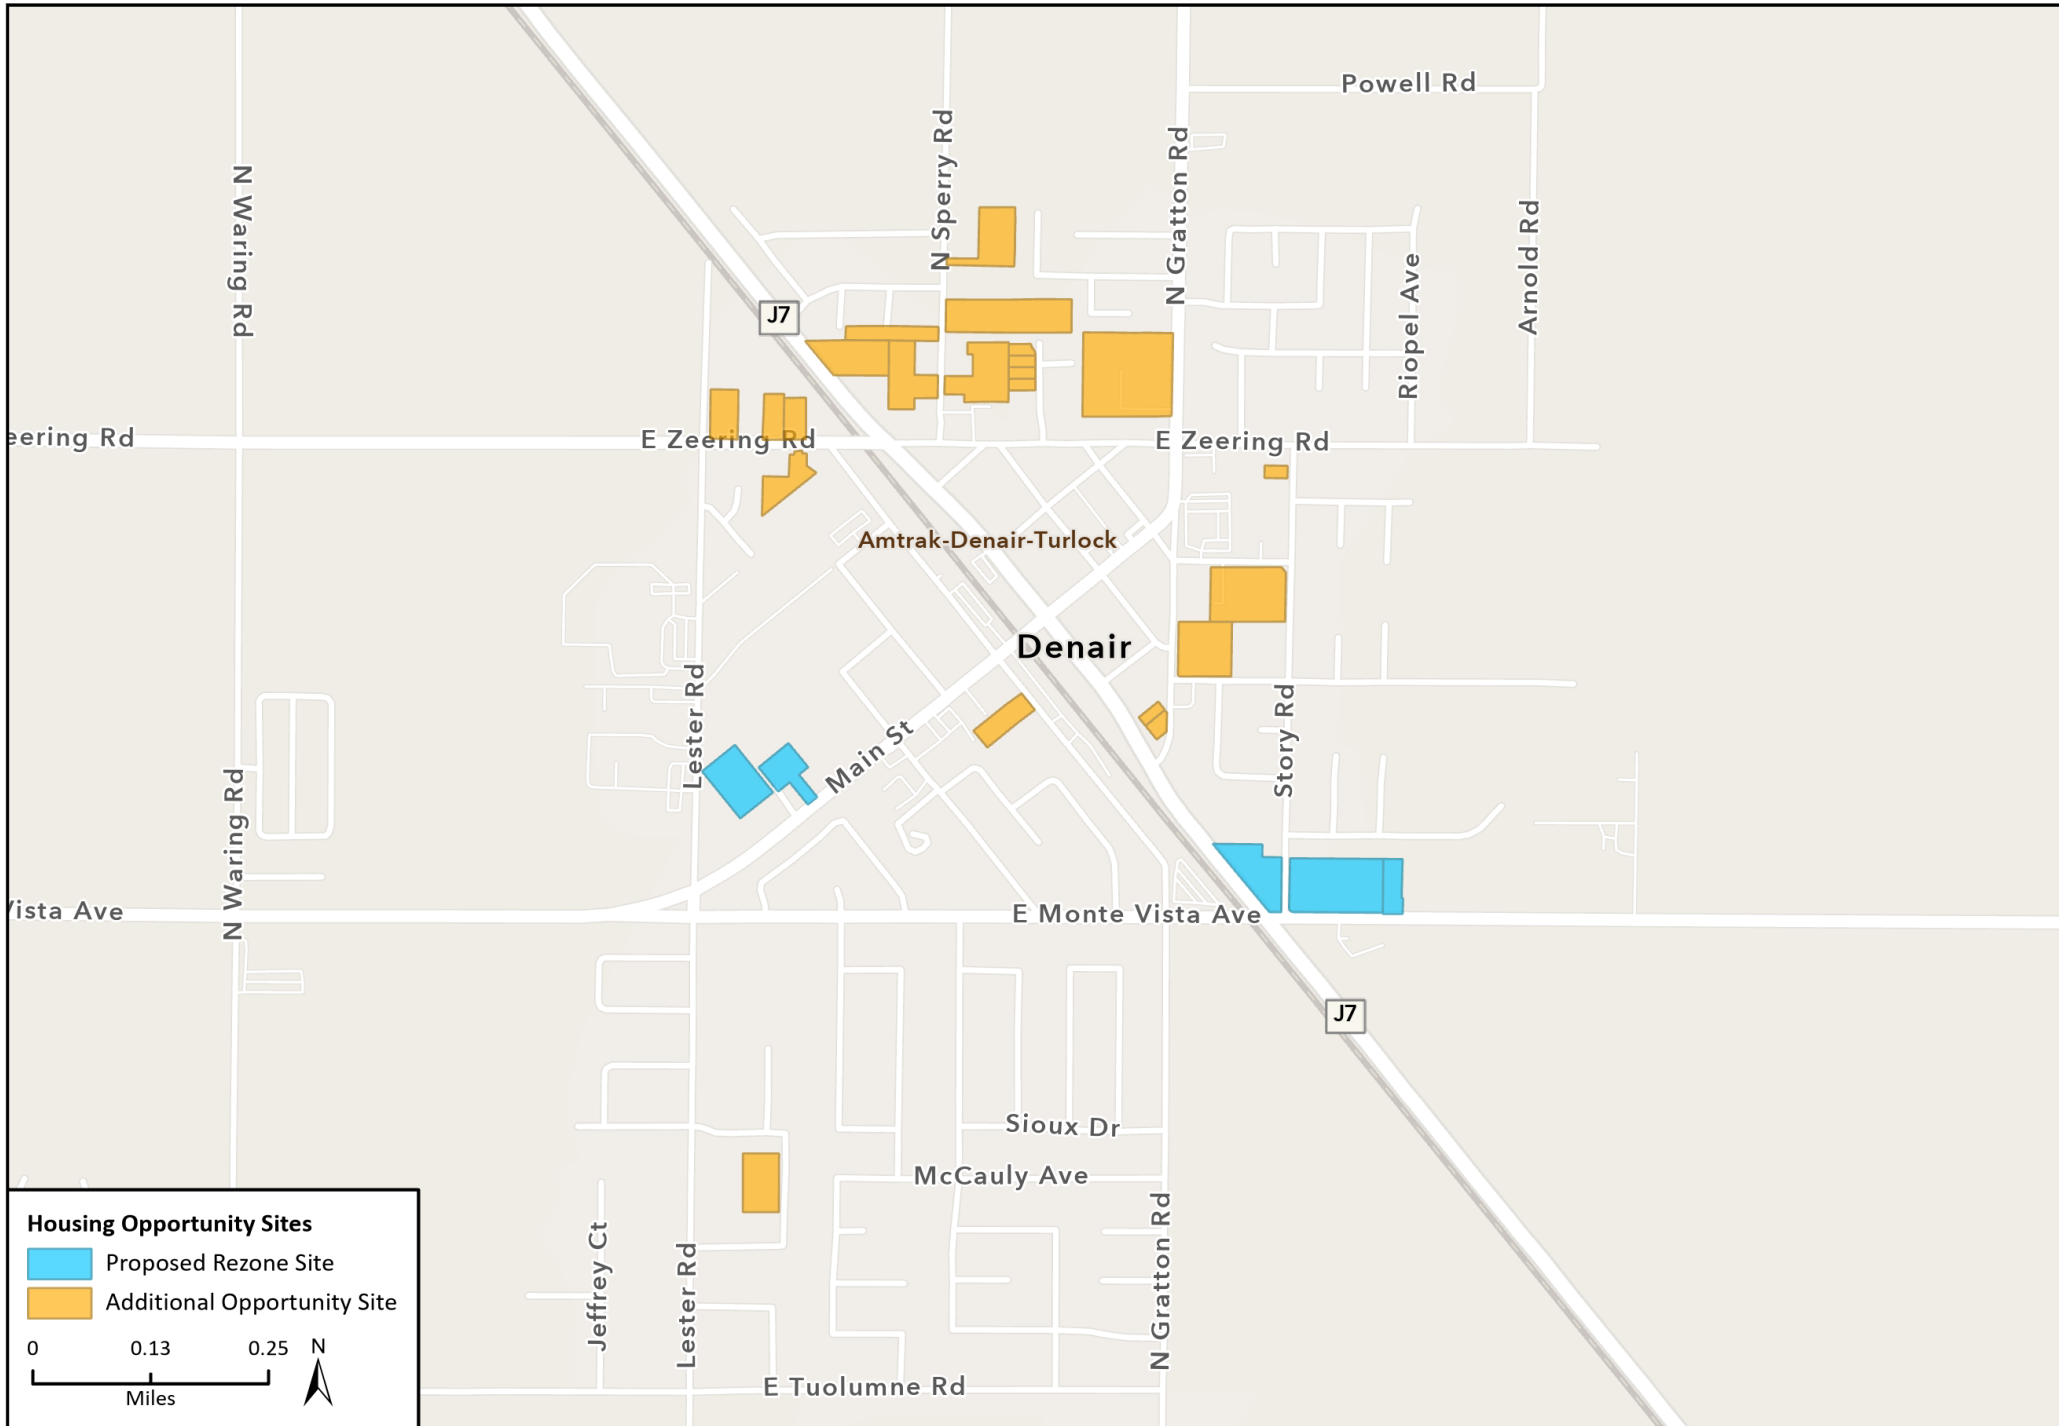 Powell Rd
N Sperry Rd
N Gratton Rd
N Waring Rd
Arnold Rd
Riopel Ave
J7
eering Rd
E Zeering Rd
E Zeering Rd
Amtrak-Denair-Turlock
Denair
Lester Rd
Main St
Story Rd
N Waring Rd
Vista Ave
E Monte Vista Ave
J7
Sioux Dr
McCauly Ave
N Gratton Rd
Jeffrey Ct
Lester Rd
E Tuolumne Rd
Housing Opportunity Sites
Proposed Rezone Site
Additional Opportunity Site
0 0.13 0.25 N
Miles